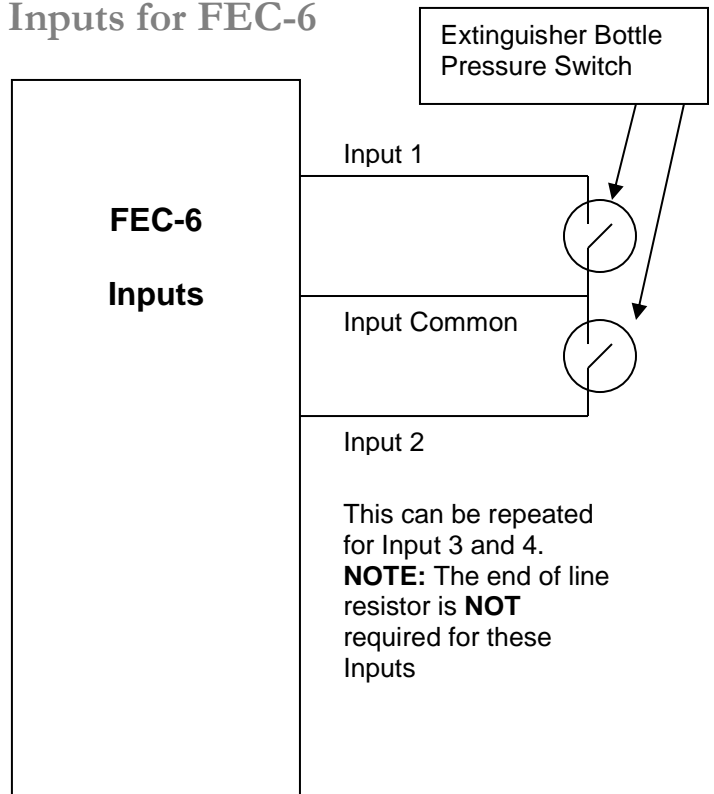 Inputs for FEC-6
Extinguisher Bottle
Pressure Switch
Input 1
FEC-6
Inputs
Input Common
Input 2
This can be repeated
for Input 3 and 4.
NOTE: The end of line
resistor is NOT
required for these
Inputs